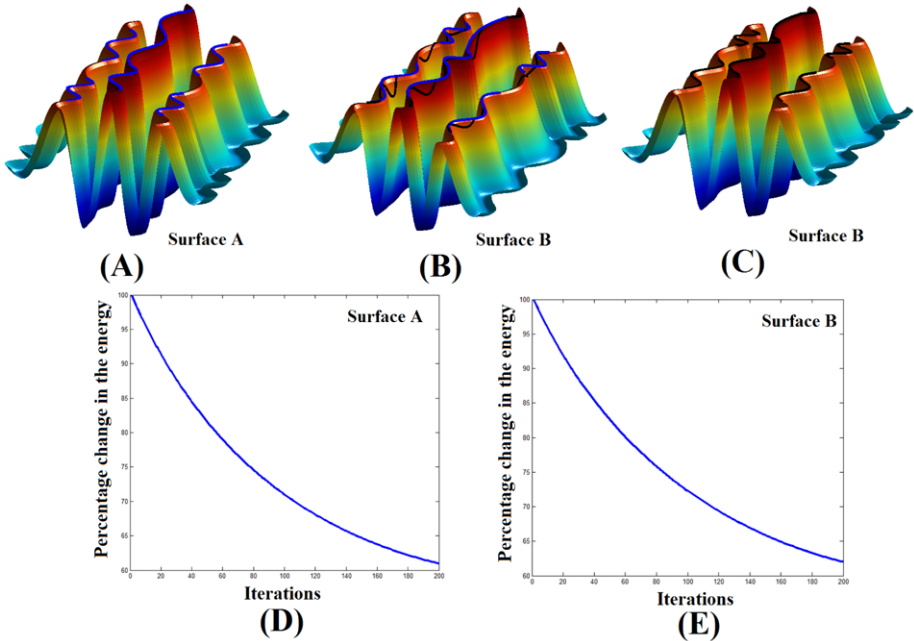 Surface A
Surface B
Surface B
(A)
(B)
(C)
Percentage change in the energy
100
95
90
85
80
75
70
65
60
Surface A
0 20 40 60 80 100 120 140 160 180 200
Iterations
(D)
Percentage change in the energy
100
95
90
85
80
75
70
65
60
Surface B
0 20 40 60 80 100 120 140 160 180 200
Iterations
(E)